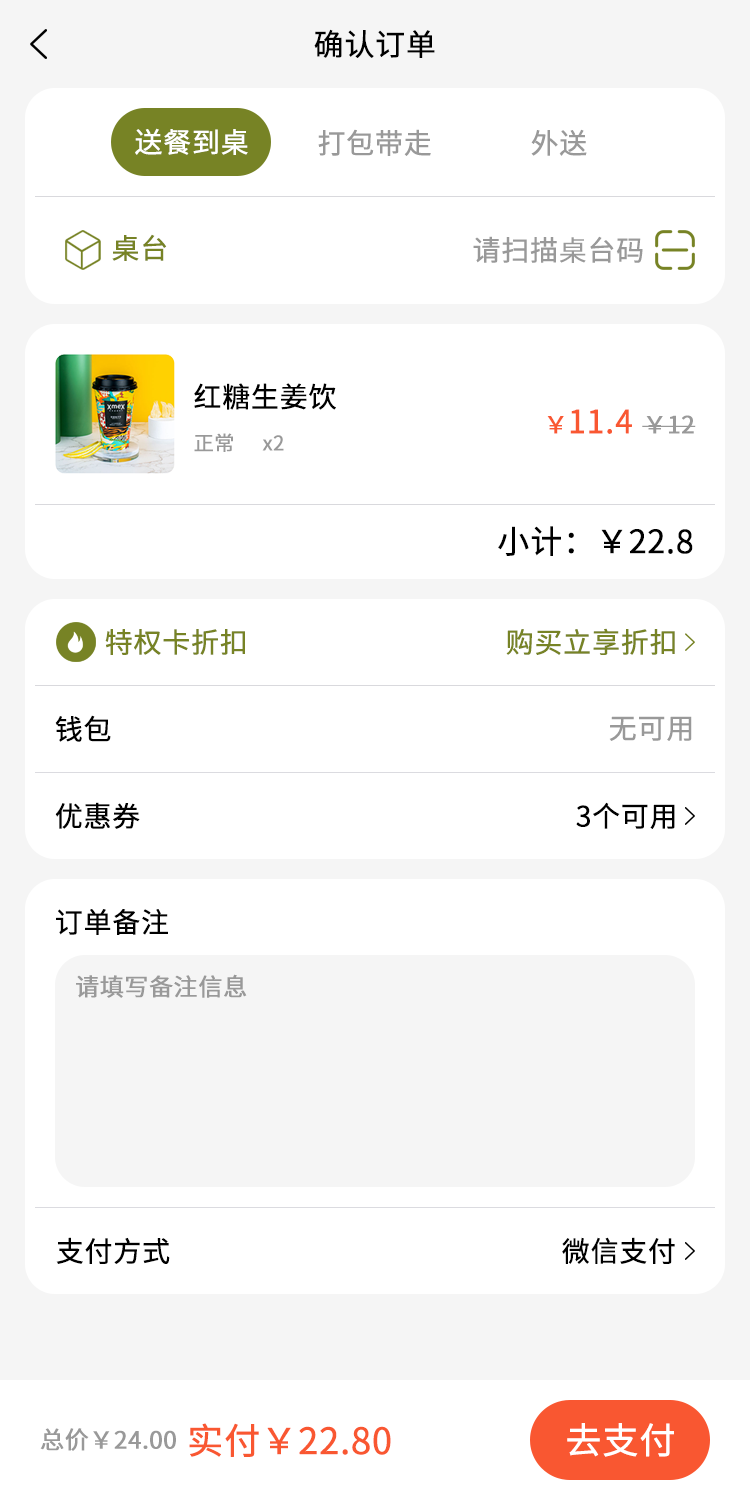 确认订单
送餐到桌 打包带走 外送
桌台 请扫描桌台码
xmex
红糖生姜饮
正常 x2
￥11.4 ￥12
小计：￥22.8
特权卡折扣 购买立享折扣
钱包 无可用
优惠券 3个可用
订单备注
请填写备注信息
支付方式 微信支付
总价￥24.00 实付￥22.80 去支付